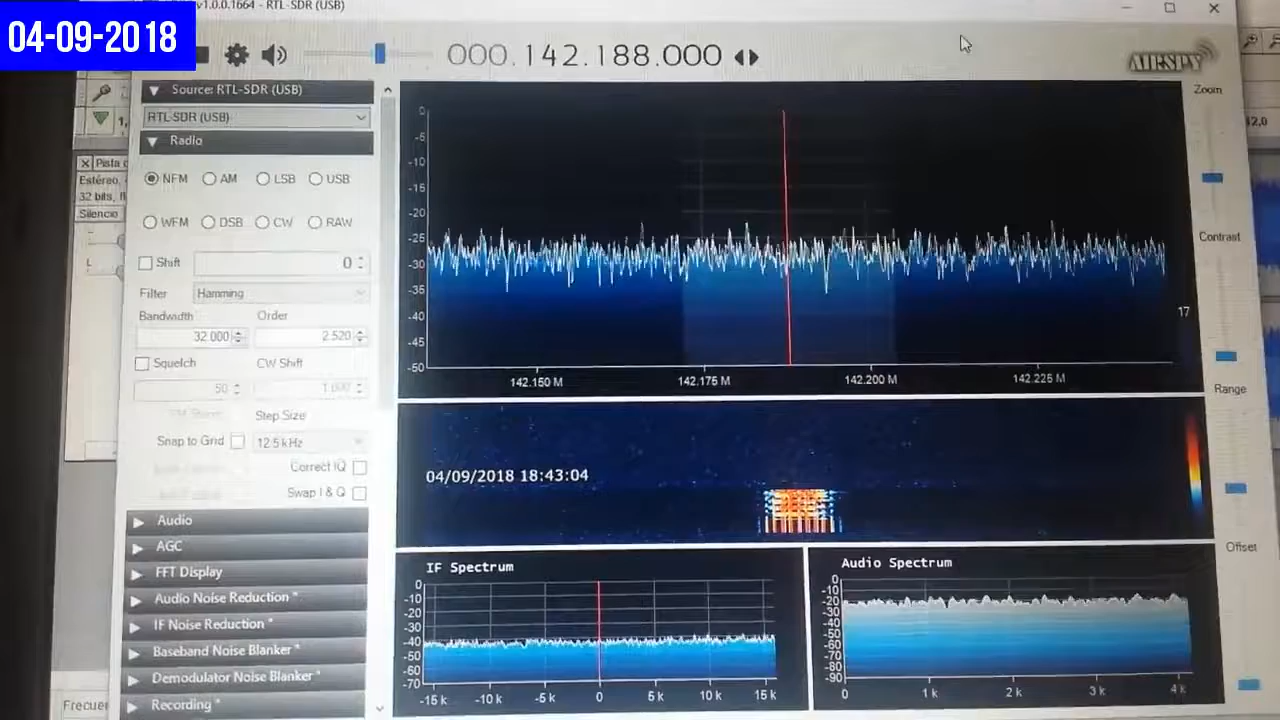 04-09-2018
v1.0.0.1664 - RTL-SDR (USB)
000.142.188.000
AIRSPY
Source: RTL-SDR (USB)
RTL-SDR (USB)
Radio
NFM
AM
LSB
USB
WFM
DSB
CW
RAW
Shift
0
Filter
Hamming
Bandwidth
Order
32.000
2.520
Squelch
CW Shift
50
1.000
Step Size
Snap to Grid
12.5 kHz
Correct IQ
Swap I & Q
Audio
AGC
FFT Display
Audio Noise Reduction *
IF Noise Reduction *
Baseband Noise Blanker *
Demodulator Noise Blanker *
Recording *
0
-5
-10
-15
-20
-25
-30
-35
-40
-45
-50
142.150 M
142.175 M
142.200 M
142.225 M
17
04/09/2018 18:43:04
IF Spectrum
0
-10
-20
-30
-40
-50
-60
-70
-15 k
-10 k
-5 k
0
5 k
10 k
15 k
Audio Spectrum
0
-10
-20
-30
-40
-50
-60
-70
-80
-90
0
1 k
2 k
3 k
4 k
Zoom
Contrast
Range
Offset
Pista
Estéreo,
32 bits,
Silencio
L
Frecuer